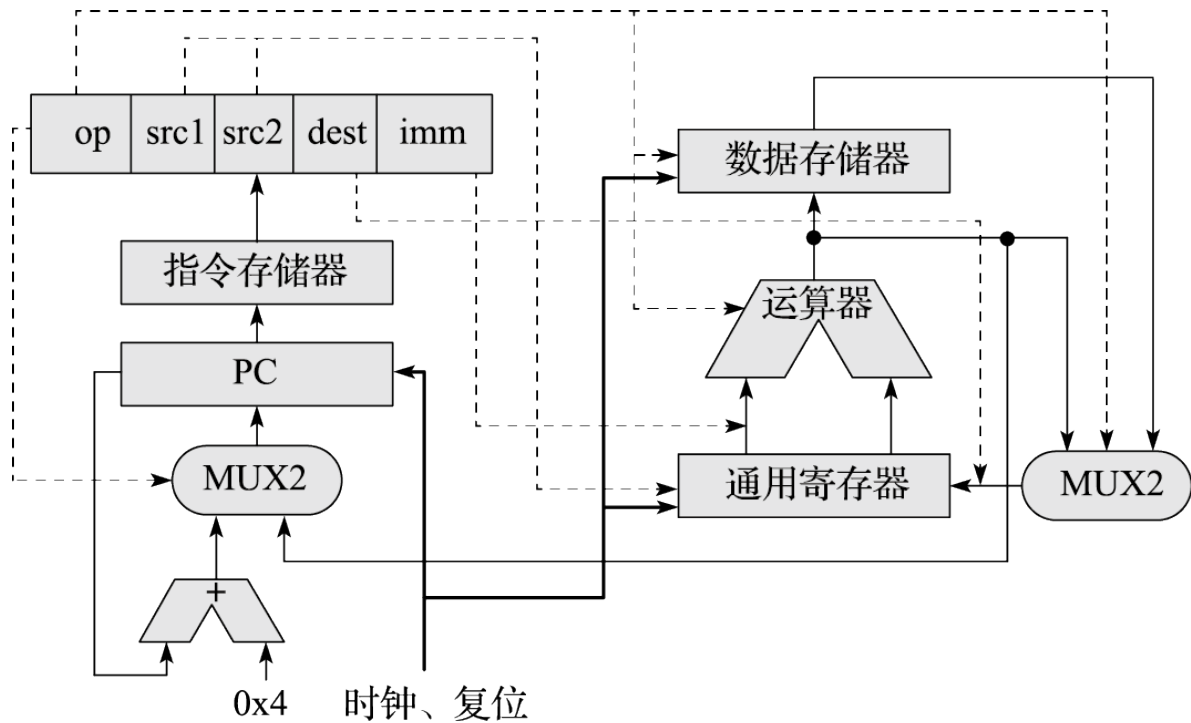 op src1 src2 dest imm
数据存储器
指令存储器
运算器
PC
MUX2
通用寄存器
MUX2
+
0x4
时钟、复位